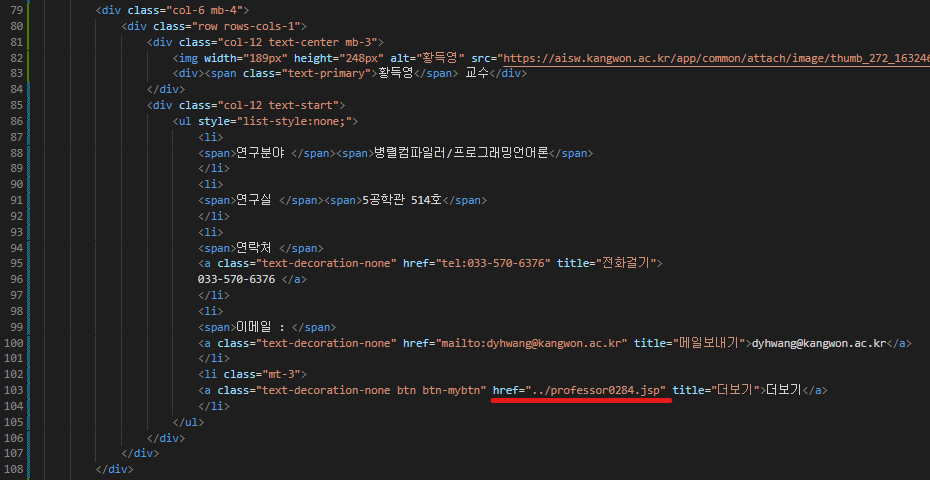 79 <div class="col-6 mb-4">
80 <div class="row rows-cols-1">
81 <div class="col-12 text-center mb-3">
82 <img width="189px" height="248px" alt="황득영" src="https://aisw.kangwon.ac.kr/app/common/attach/image/thumb_272_163246
83 <div><span class="text-primary">황득영</span> 교수</div>
84 </div>
85 <div class="col-12 text-start">
86 <ul style="list-style:none;">
87 <li>
88 <span>연구분야 </span><span>병렬컴파일러/프로그래밍언어론</span>
89 </li>
90 <li>
91 <span>연구실 </span><span>5공학관 514호</span>
92 </li>
93 <li>
94 <span>연락처 </span>
95 <a class="text-decoration-none" href="tel:033-570-6376" title="전화걸기">
96 033-570-6376 </a>
97 </li>
98 <li>
99 <span>이메일 : </span>
100 <a class="text-decoration-none" href="mailto:dyhwang@kangwon.ac.kr" title="메일보내기">dyhwang@kangwon.ac.kr</a>
101 </li>
102 <li class="mt-3">
103 <a class="text-decoration-none btn btn-mybtn" href="../professor0284.jsp" title="더보기">더보기</a>
104 </li>
105 </ul>
106 </div>
107 </div>
108 </div>